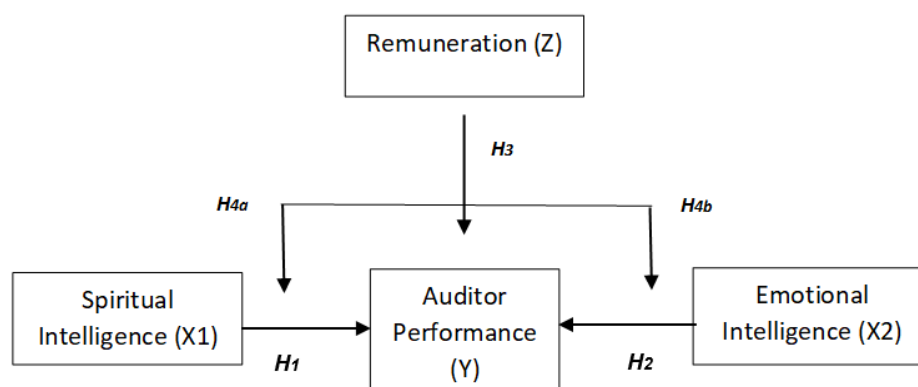 Remuneration (Z)
H3
H4a
H4b
Spiritual
Intelligence (X1)
H1
Auditor
Performance
(Y)
H2
Emotional
Intelligence (X2)